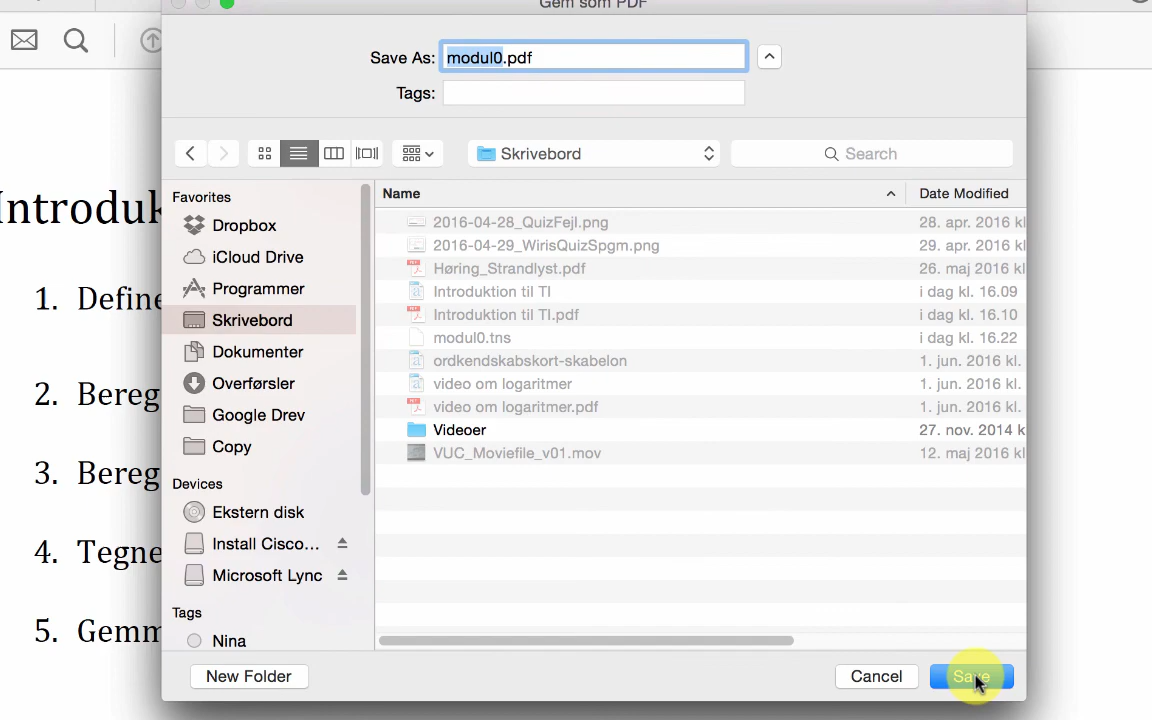 Gem som PDF
Save As: modul0.pdf
Tags:
Skrivebord
Search
Favorites
Dropbox
iCloud Drive
Programmer
Skrivebord
Dokumenter
Overførsler
Google Drev
Copy
Devices
Ekstern disk
Install Cisco...
Microsoft Lync
Tags
Nina
Name Date Modified
2016-04-28_QuizFejl.png 28. apr. 2016 kl
2016-04-29_WirisQuizSpgm.png 29. apr. 2016 kl
Høring_Strandlyst.pdf 26. maj 2016 kl
Introduktion til TI i dag kl. 16.09
Introduktion til TI.pdf i dag kl. 16.10
modul0.tns i dag kl. 16.22
ordkendskabskort-skabelon 1. jun. 2016 kl.
video om logaritmer 1. jun. 2016 kl.
video om logaritmer.pdf 1. jun. 2016 kl.
Videoer 27. nov. 2014 k
VUC_Moviefile_v01.mov 12. maj 2016 kl
New Folder Cancel Save
Introduk
1. Define
2. Bereg
3. Bereg
4. Tegne
5. Gemm